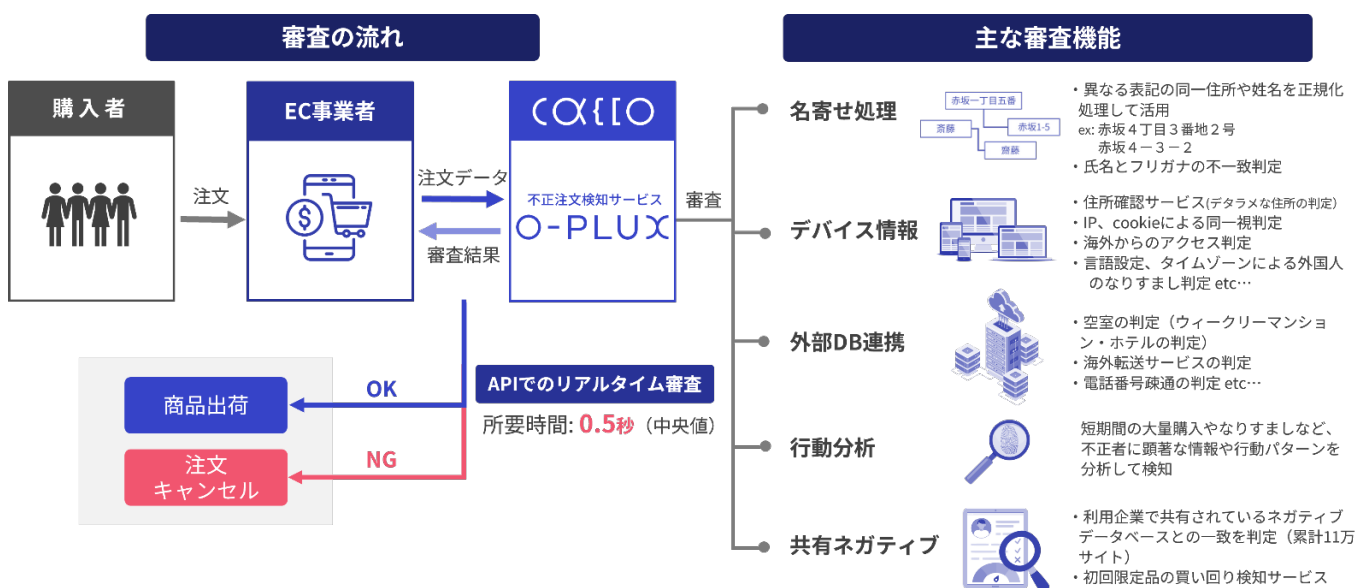 審査の流れ
購入者
EC事業者
cacco
不正注文検知サービス
O-PLUX
注文
注文データ
審査結果
審査
OK
商品出荷
NG
注文
キャンセル
APIでのリアルタイム審査
所要時間: 0.5秒（中央値）
主な審査機能
名寄せ処理
赤坂一丁目五番
赤坂1-5
斎藤
齋藤
・異なる表記の同一住所や姓名を正規化
処理して活用
ex: 赤坂４丁目３番地２号
赤坂４－３－２
・氏名とフリガナの不一致判定
デバイス情報
・住所確認サービス(デタラメな住所の判定)
・IP、cookieによる同一視判定
・海外からのアクセス判定
・言語設定、タイムゾーンによる外国人
のなりすまし判定 etc…
外部DB連携
・空室の判定（ウィークリーマンショ
ン・ホテルの判定）
・海外転送サービスの判定
・電話番号疎通の判定 etc…
行動分析
短期間の大量購入やなりすましなど、
不正者に顕著な情報や行動パターンを
分析して検知
共有ネガティブ
・利用企業で共有されているネガティブ
データベースとの一致を判定（累計11万
サイト）
・初回限定品の買い回り検知サービス